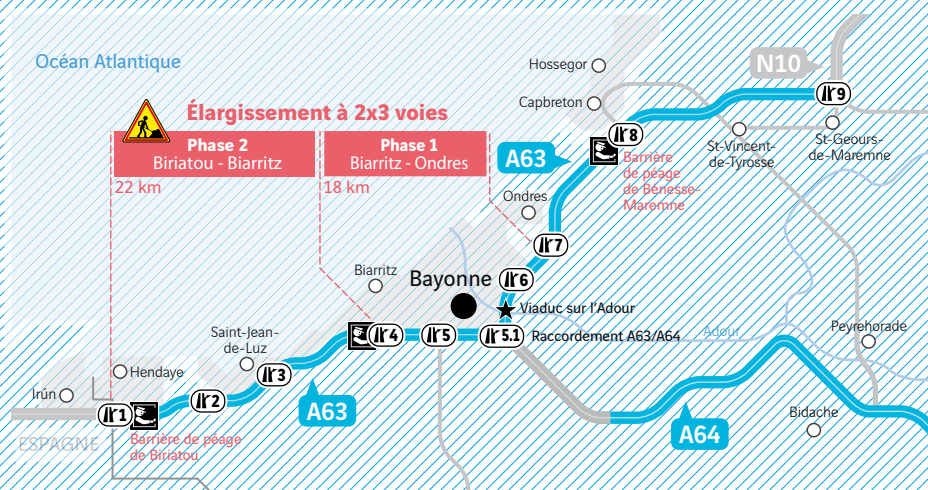 Océan Atlantique
Élargissement à 2x3 voies
Phase 2
Biriatou - Biarritz
22 km
Phase 1
Biarritz - Ondres
18 km
Hossegor
Capbreton
N10
9
8
A63
Barrière
de péage
de Bénesse-
Maremne
St-Vincent-
de-Tyrosse
St-Geours-
de-Maremne
Ondres
7
Biarritz
Bayonne
6
Viaduc sur l'Adour
4
5
5.1
Raccordement A63/A64
Adour
Peyrehorade
Saint-Jean-
de-Luz
Hendaye
3
Irún
2
1
A63
A64
Bidache
ESPAGNE
Barrière de péage
de Biriatou